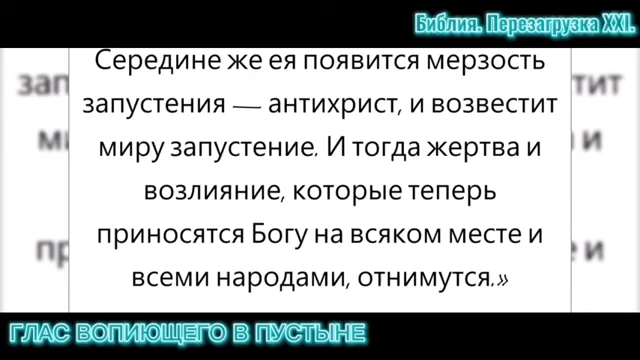 Библия. Перезагрузка XXI.
Середине же ея появится мерзость
запустения — антихрист, и возвестит
миру запустение. И тогда жертва и
возлияние, которые теперь
приносятся Богу на всяком месте и
всеми народами, отнимутся.»
ГЛАС ВОПИЮЩЕГО В ПУСТЫНЕ